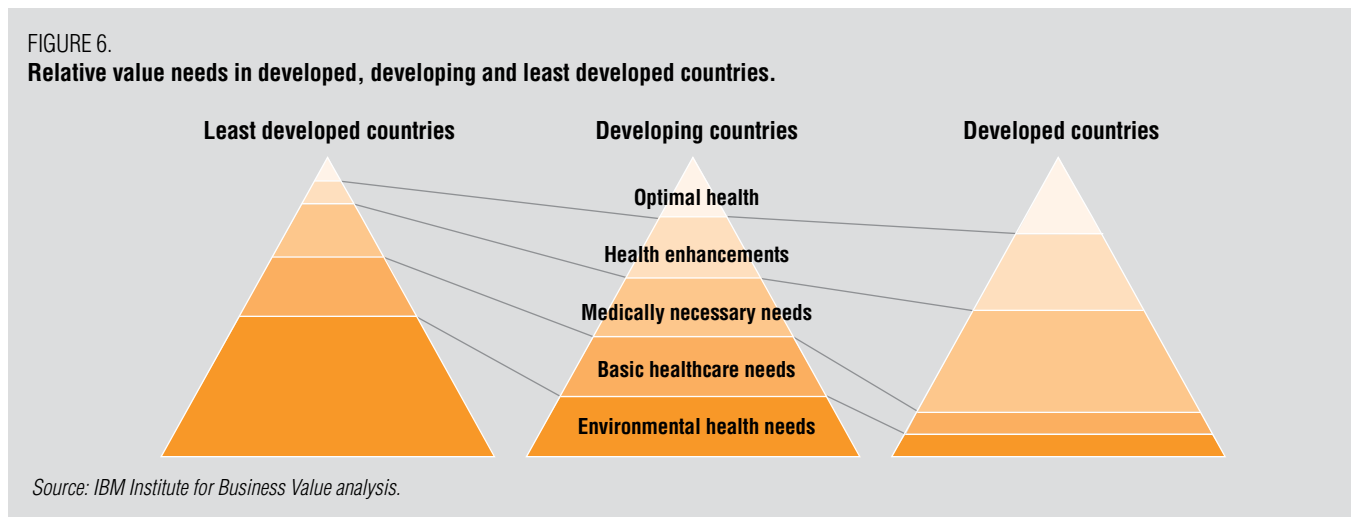 FIGURE 6.
Relative value needs in developed, developing and least developed countries.
Least developed countries
Developing countries
Developed countries
Optimal health
Health enhancements
Medically necessary needs
Basic healthcare needs
Environmental health needs
Source: IBM Institute for Business Value analysis.